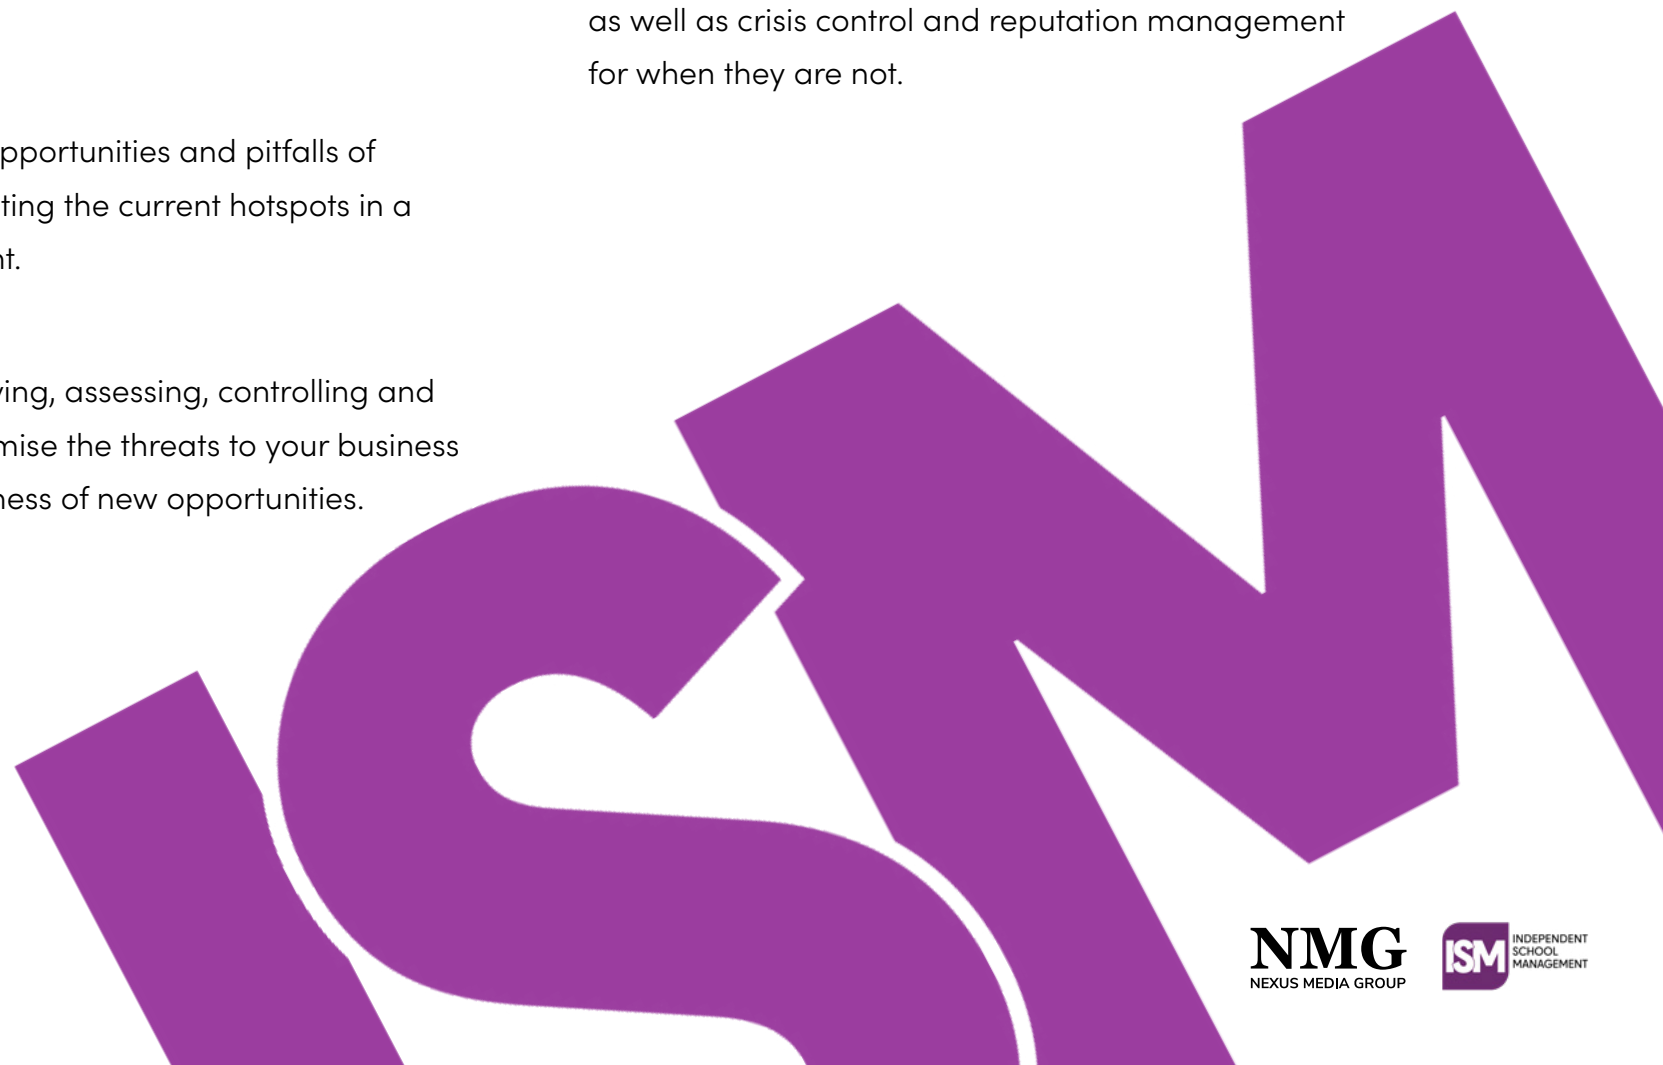 pportunities and pitfalls of
ting the current hotspots in a
nt.
ving, assessing, controlling and
mise the threats to your business
ness of new opportunities.
as well as crisis control and reputation management
for when they are not.
ISM
NMG
NEXUS MEDIA GROUP
ISM
INDEPENDENT
SCHOOL
MANAGEMENT